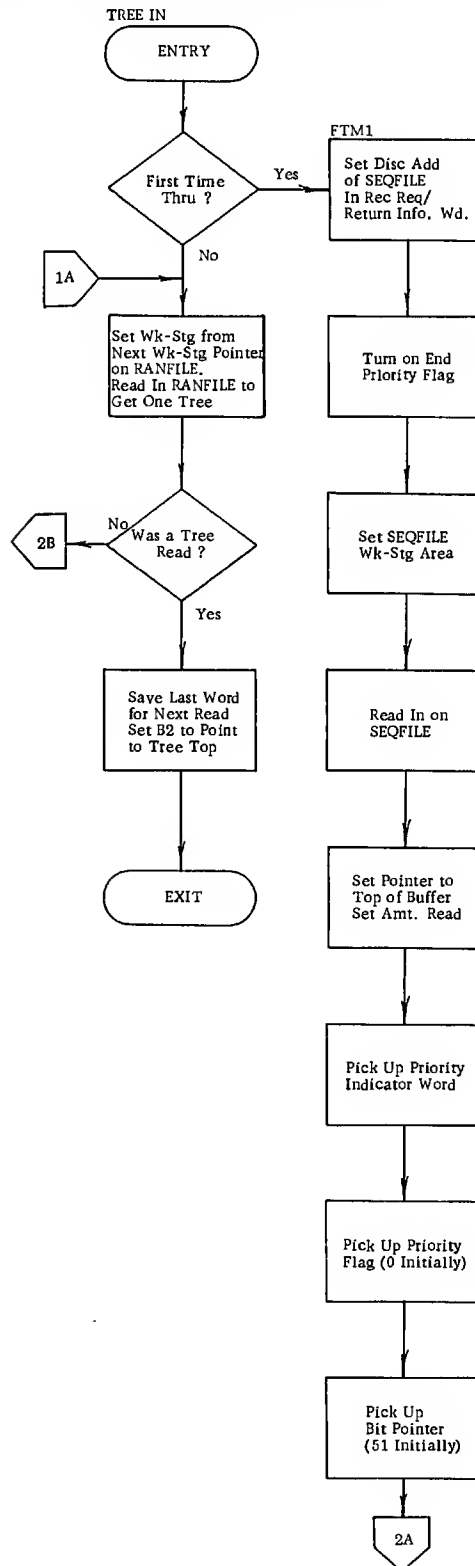 TREE IN
ENTRY
First Time
Thru ?
Yes
No
1A
Set Wk-Stg from
Next Wk-Stg Pointer
on RANFILE.
Read In RANFILE to
Get One Tree
No
Was a Tree
Read ?
2B
Yes
Save Last Word
for Next Read
Set B2 to Point
to Tree Top
EXIT
FTM1
Set Disc Add
of SEQFILE
In Rec Req/
Return Info. Wd.
Turn on End
Priority Flag
Set SEQFILE
Wk-Stg Area
Read In on
SEQFILE
Set Pointer to
Top of Buffer
Set Amt. Read
Pick Up Priority
Indicator Word
Pick Up Priority
Flag (0 Initially)
Pick Up
Bit Pointer
(51 Initially)
2A